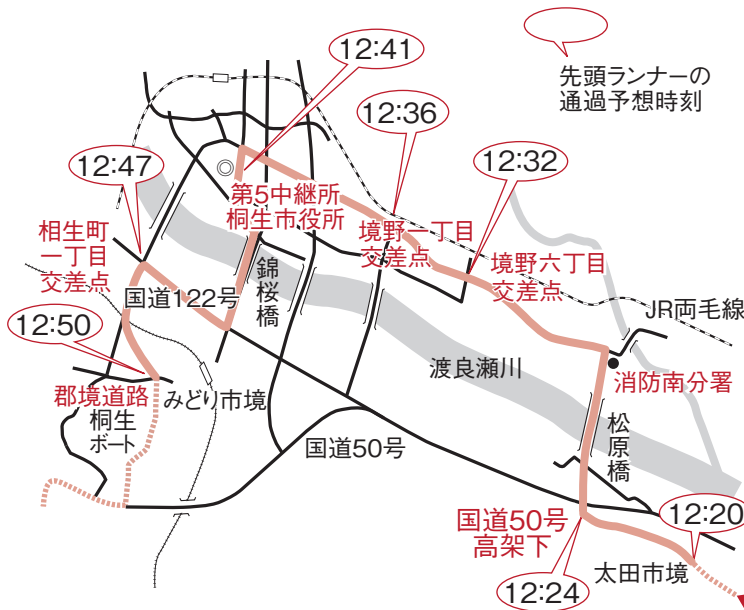 12:41
先頭ランナーの
通過予想時刻
12:36
12:32
12:47
第5中継所
桐生市役所
相生町
一丁目
交差点
境野一丁目
交差点
境野六丁目
交差点
国道122号
錦桜橋
JR両毛線
12:50
渡良瀬川
消防南分署
郡境道路
みどり市境
桐生
ボート
松原橋
国道50号
国道50号
高架下
12:20
太田市境
12:24